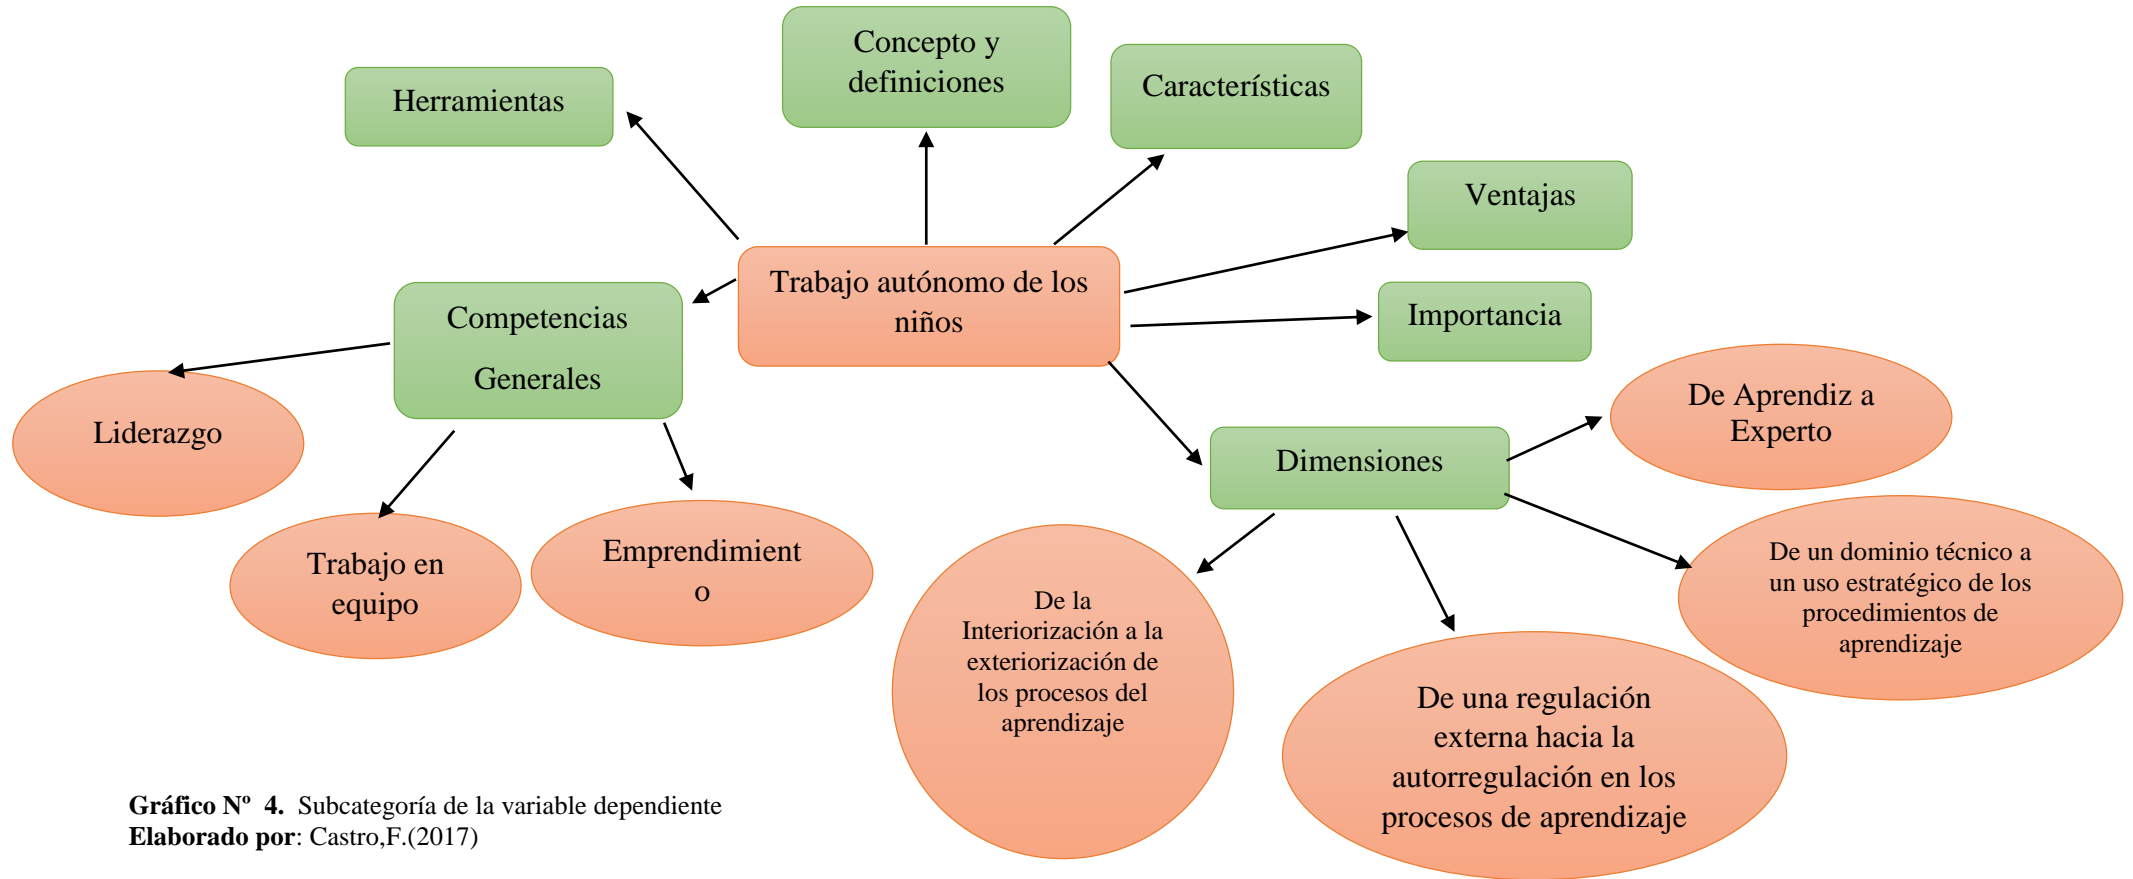 Concepto y
definiciones
Características
Herramientas
Ventajas
Trabajo autónomo de los
niños
Importancia
Competencias
Generales
Liderazgo
Trabajo en
equipo
Emprendimient
o
Dimensiones
De Aprendiz a
Experto
De un dominio técnico a
un uso estratégico de los
procedimientos de
aprendizaje
De la
Interiorización a la
exteriorización de
los procesos del
aprendizaje
De una regulación
externa hacia la
autorregulación en los
procesos de aprendizaje
Gráfico Nº 4. Subcategoría de la variable dependiente
Elaborado por: Castro,F.(2017)